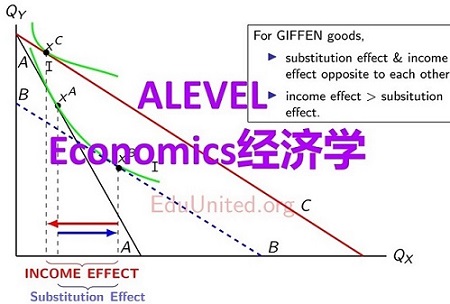 Q_Y
For GIFFEN goods,
▶ substitution effect & income
effect opposite to each other
▶ income effect > subsitution
effect.
x^C
I
A
x^A
B
ALEVEL
Economics经济学
x^B
I
EduUnited.org
C
A
B
Q_X
INCOME EFFECT
Substitution Effect